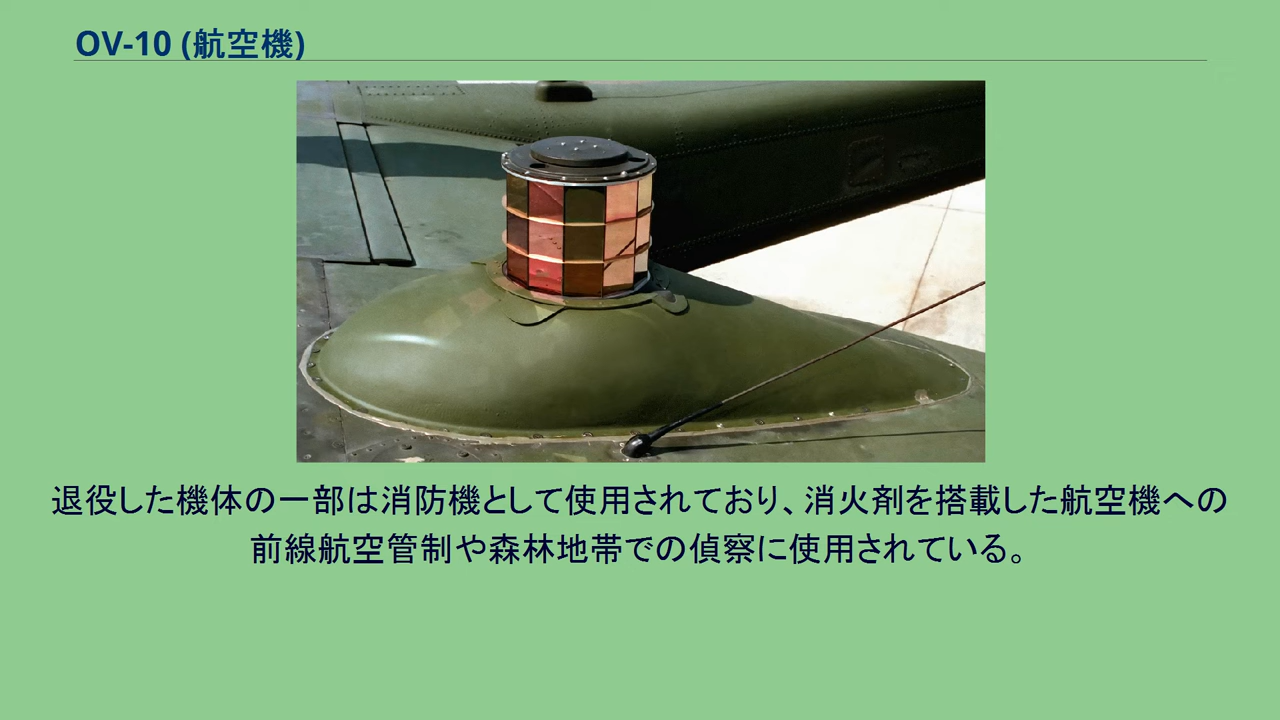 OV-10 (航空機)
退役した機体の一部は消防機として使用されており、消火剤を搭載した航空機への
前線航空管制や森林地帯での偵察に使用されている。